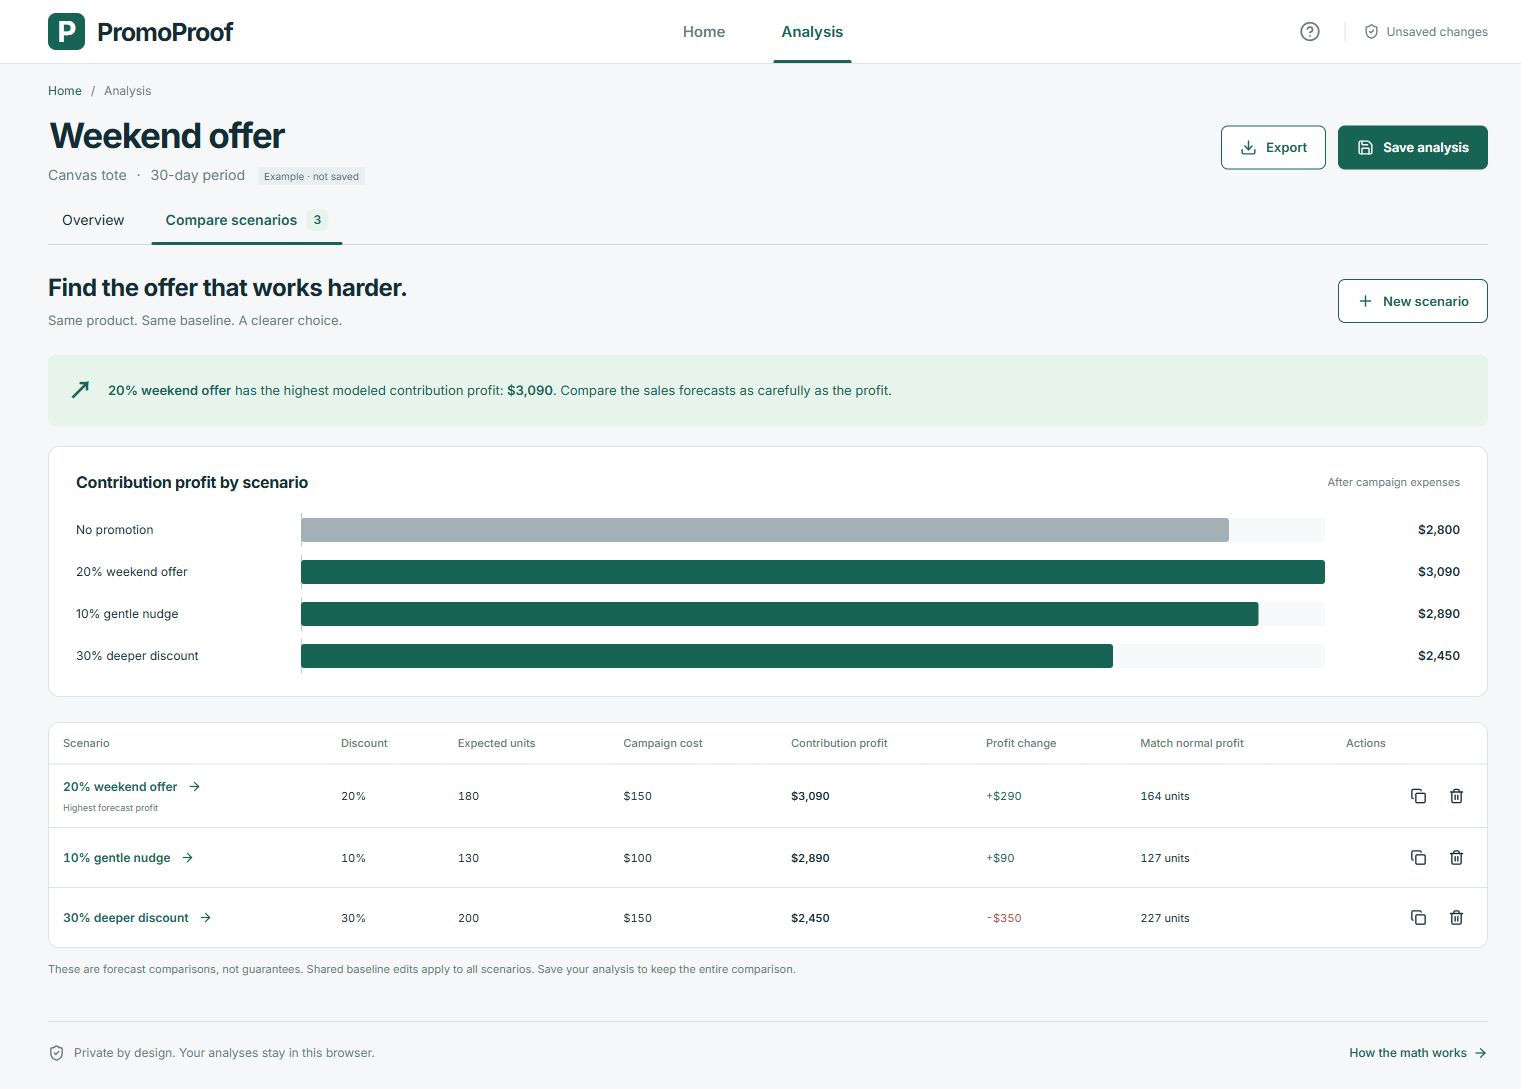 P PromoProof
Home
Analysis
Unsaved changes
Home / Analysis
Weekend offer
Canvas tote · 30-day period Example · not saved
Export
Save analysis
Overview
Compare scenarios 3
Find the offer that works harder.
Same product. Same baseline. A clearer choice.
New scenario
20% weekend offer has the highest modeled contribution profit: $3,090. Compare the sales forecasts as carefully as the profit.
Contribution profit by scenario
After campaign expenses
No promotion $2,800
20% weekend offer $3,090
10% gentle nudge $2,890
30% deeper discount $2,450
Scenario Discount Expected units Campaign cost Contribution profit Profit change Match normal profit Actions
20% weekend offer → 20% 180 $150 $3,090 +$290 164 units
Highest forecast profit
10% gentle nudge → 10% 130 $100 $2,890 +$90 127 units
30% deeper discount → 30% 200 $150 $2,450 -$350 227 units
These are forecast comparisons, not guarantees. Shared baseline edits apply to all scenarios. Save your analysis to keep the entire comparison.
Private by design. Your analyses stay in this browser.
How the math works →